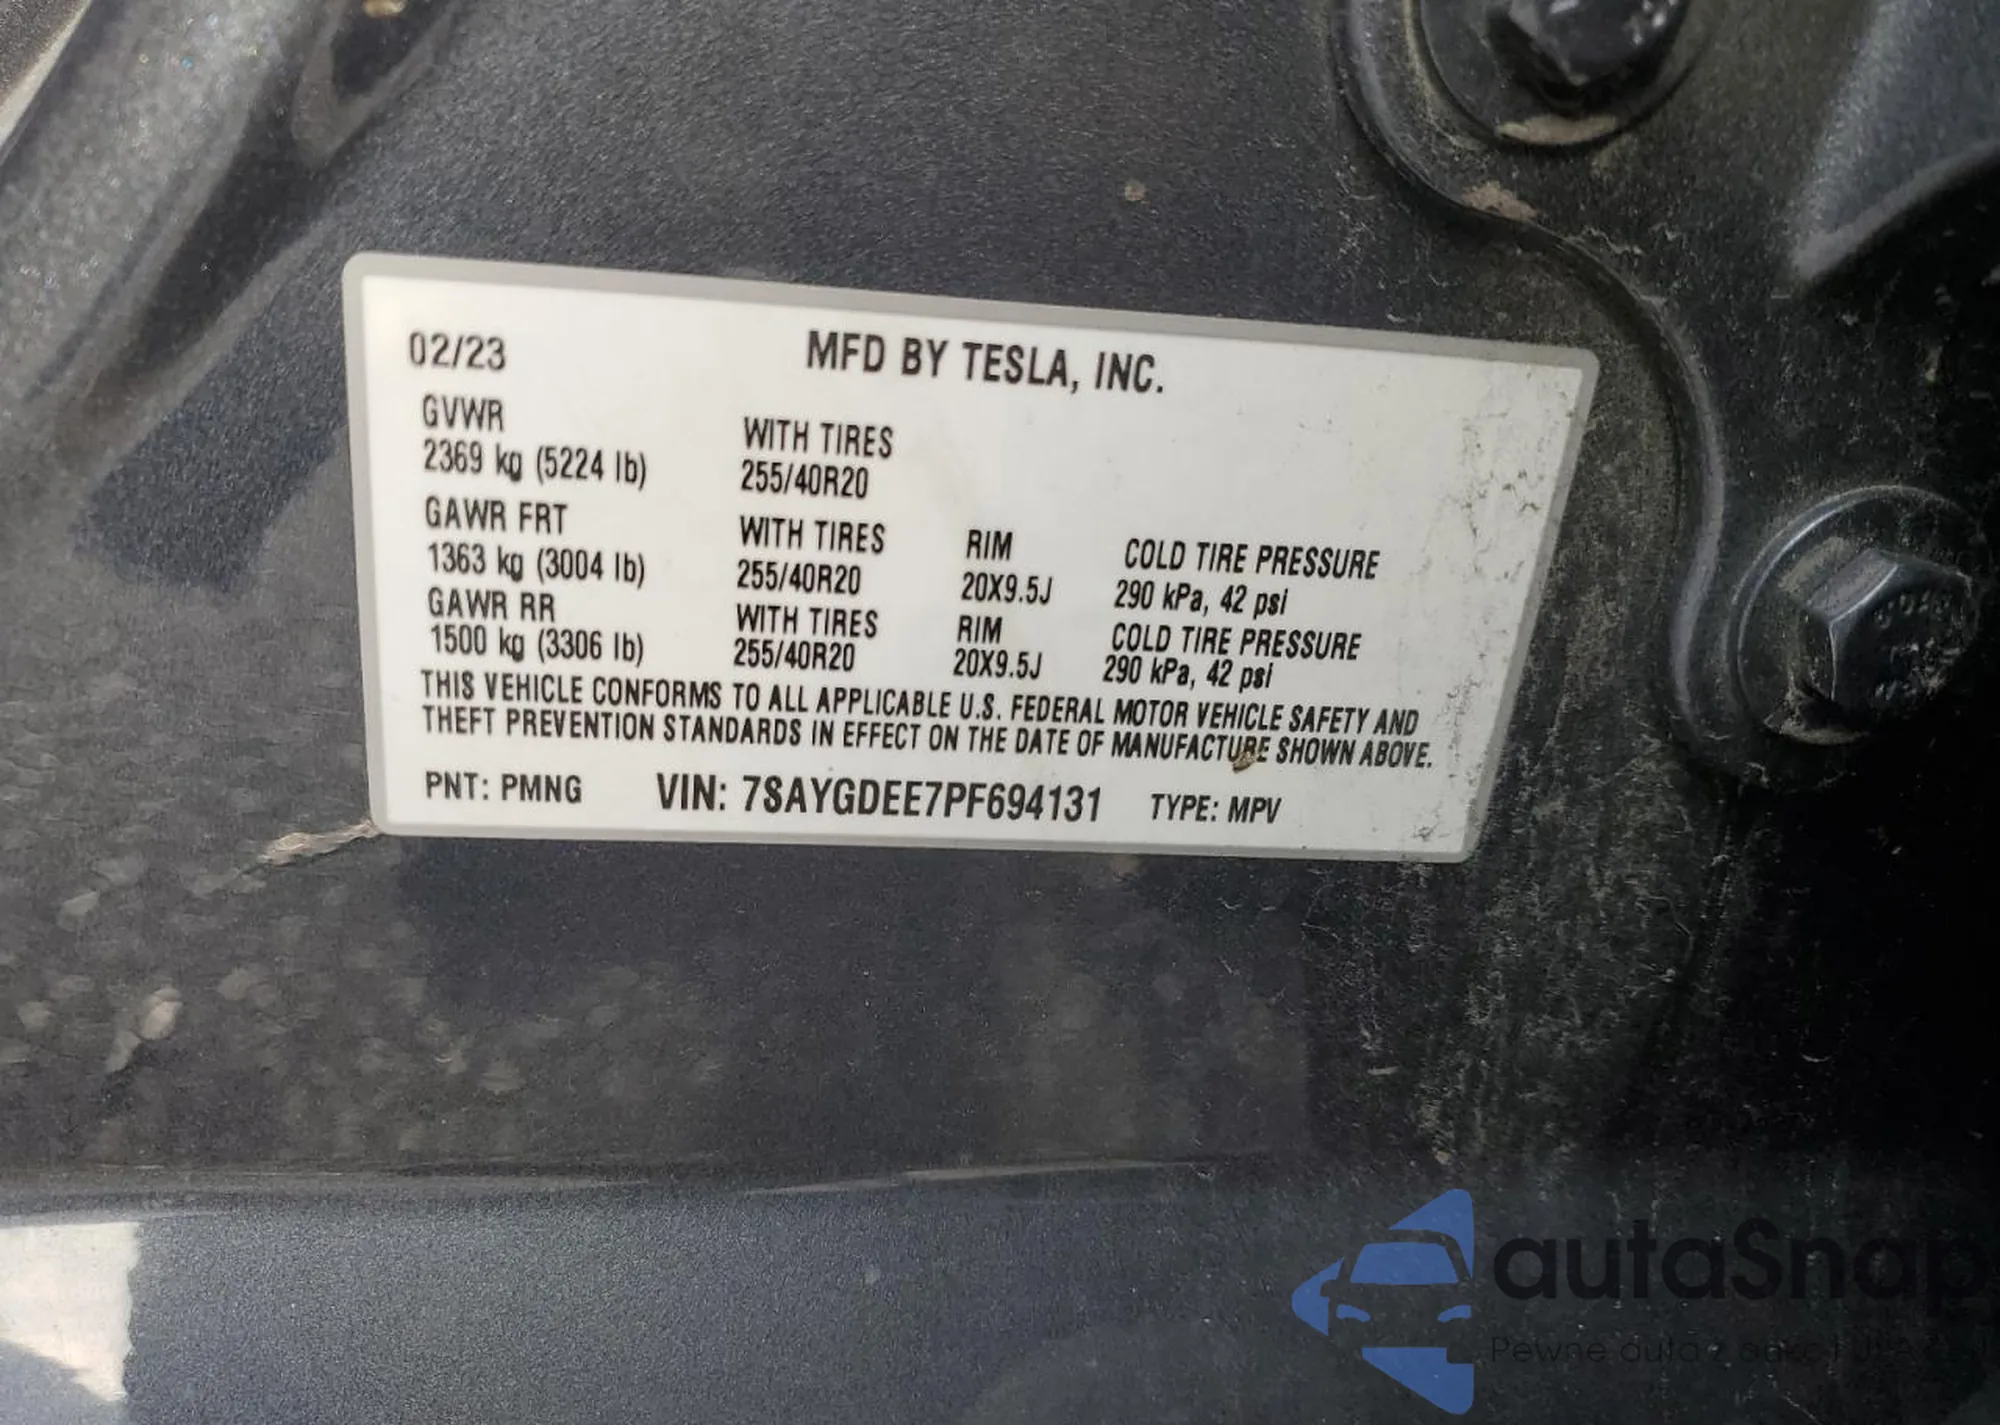 02/23 MFD BY TESLA, INC.
GVWR
2369 kg (5224 lb) WITH TIRES
255/40R20
GAWR FRT WITH TIRES RIM COLD TIRE PRESSURE
1363 kg (3004 lb) 255/40R20 20X9.5J 290 kPa, 42 psi
GAWR RR WITH TIRES RIM COLD TIRE PRESSURE
1500 kg (3306 lb) 255/40R20 20X9.5J 290 kPa, 42 psi
THIS VEHICLE CONFORMS TO ALL APPLICABLE U.S. FEDERAL MOTOR VEHICLE SAFETY AND
THEFT PREVENTION STANDARDS IN EFFECT ON THE DATE OF MANUFACTURE SHOWN ABOVE.
PNT: PMNG VIN: 7SAYGDEE7PF694131 TYPE: MPV
autaSnap
Pewne auta z